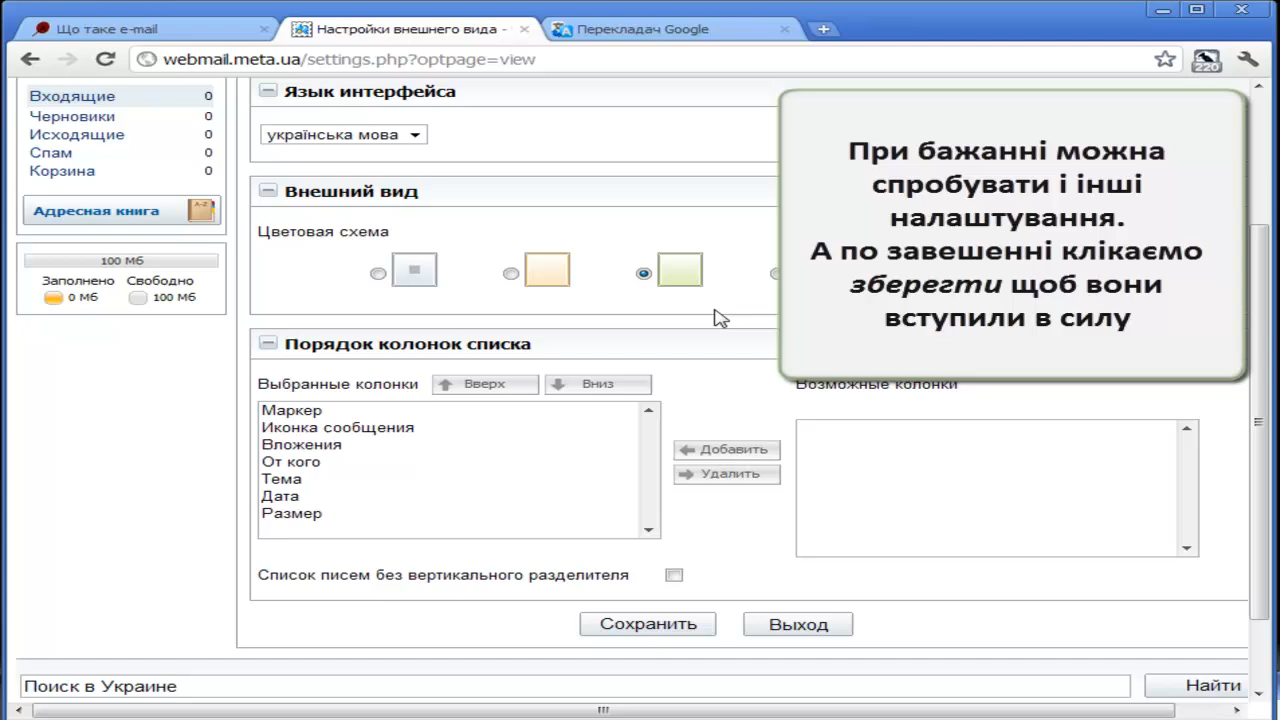 Що таке e-mail
Настройки внешнего вида -
Перекладач Google
webmail.meta.ua/settings.php?optpage=view
220
Входящие 0
Черновики 0
Исходящие 0
Спам 0
Корзина 0
Адресная книга
A-Z
100 Мб
Заполнено Свободно
0 Мб 100 Мб
Язык интерфейса
українська мова
Внешний вид
Цветовая схема
При бажанні можна
спробувати і інші
налаштування.
А по завешенні клікаємо
зберегти щоб вони
вступили в силу
Порядок колонок списка
Выбранные колонки Вверх Вниз
Возможные колонки
Маркер
Иконка сообщения
Вложения
От кого
Тема
Дата
Размер
Добавить
Удалить
Список писем без вертикального разделителя
Сохранить Выход
Поиск в Украине Найти